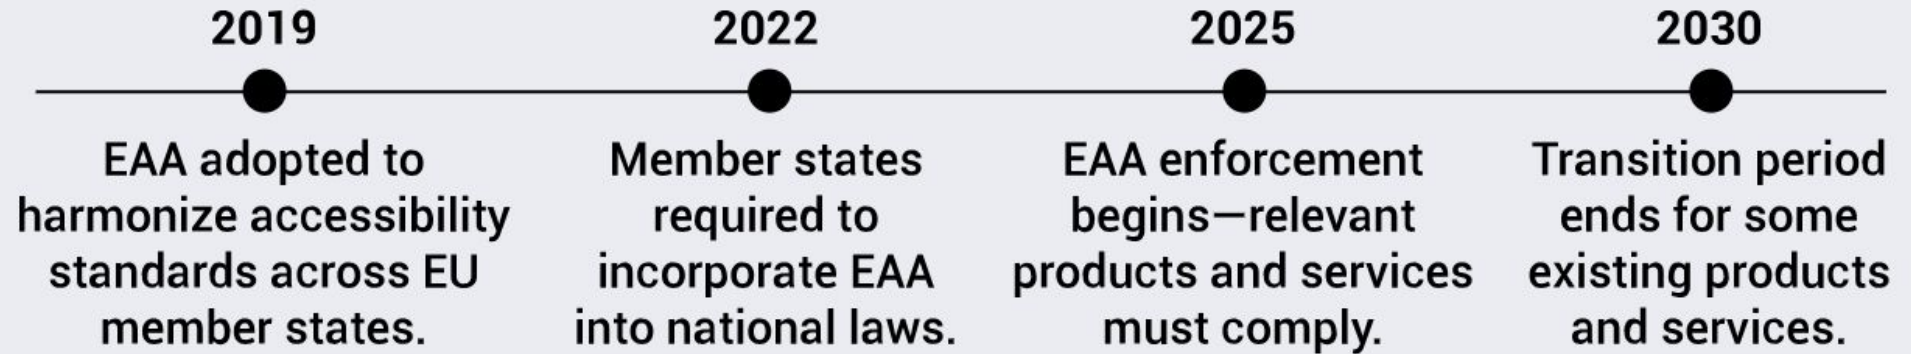 2019
EAA adopted to
harmonize accessibility
standards across EU
member states.
2022
Member states
required to
incorporate EAA
into national laws.
2025
EAA enforcement
begins—relevant
products and services
must comply.
2030
Transition period
ends for some
existing products
and services.